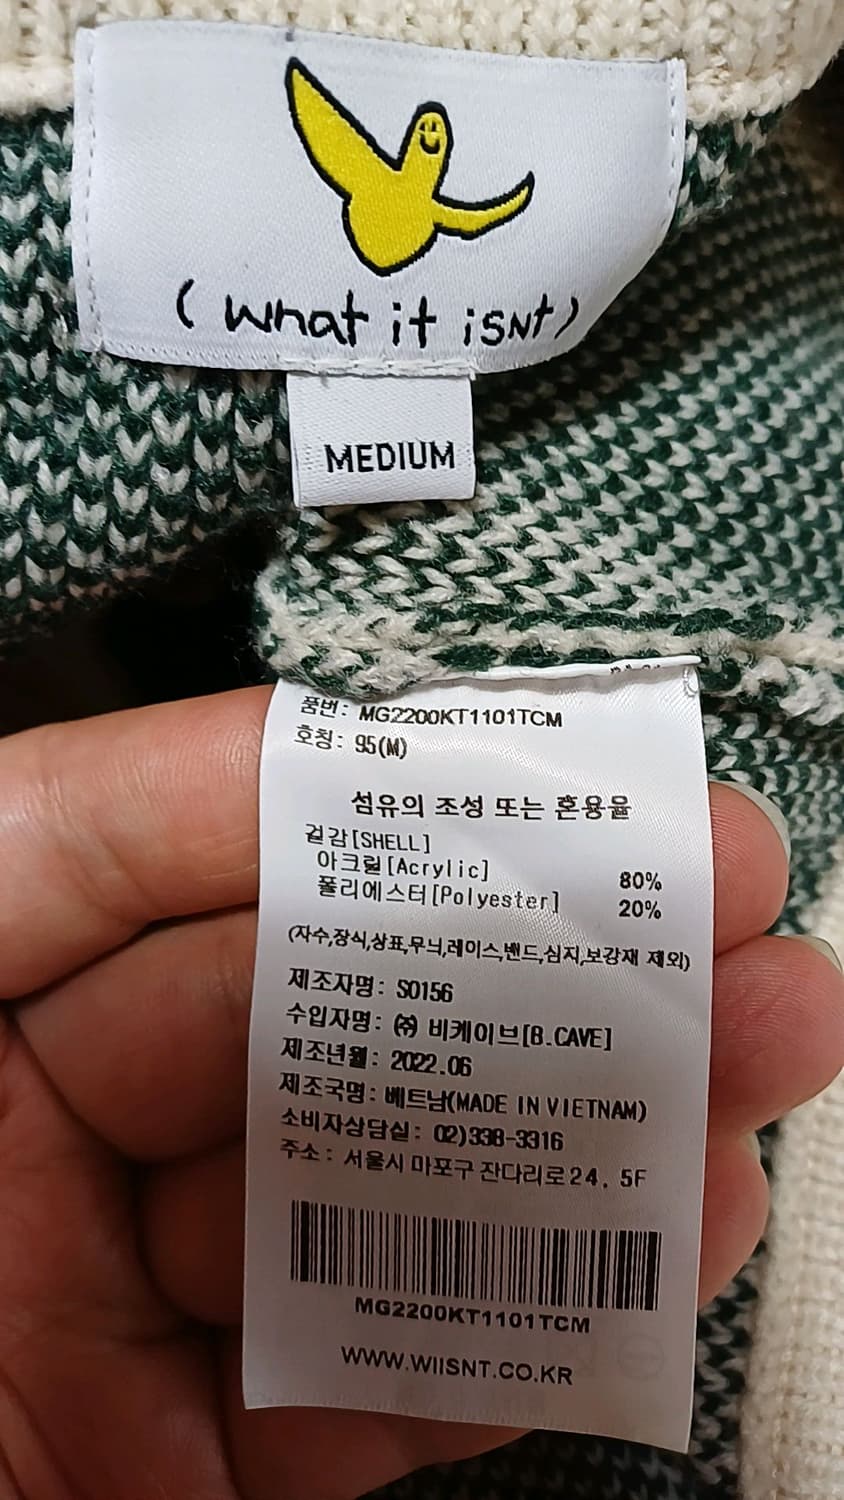 ( what it isNt )
MEDIUM
품번: MG2200KT1101TCM
호칭: 95(M)
섬유의 조성 또는 혼용율
겉감[SHELL]
아크릴[Acrylic] 80%
폴리에스터[Polyester] 20%
(자수,장식,상표,무늬,레이스,밴드,심지,보강재 제외)
제조자명: S0156
수입자명: ㈜ 비케이브[B.CAVE]
제조년월: 2022.06
제조국명: 베트남(MADE IN VIETNAM)
소비자상담실: 02)338-3316
주소: 서울시 마포구 잔다리로24. 5F
MG2200KT1101TCM
WWW.WIISNT.CO.KR